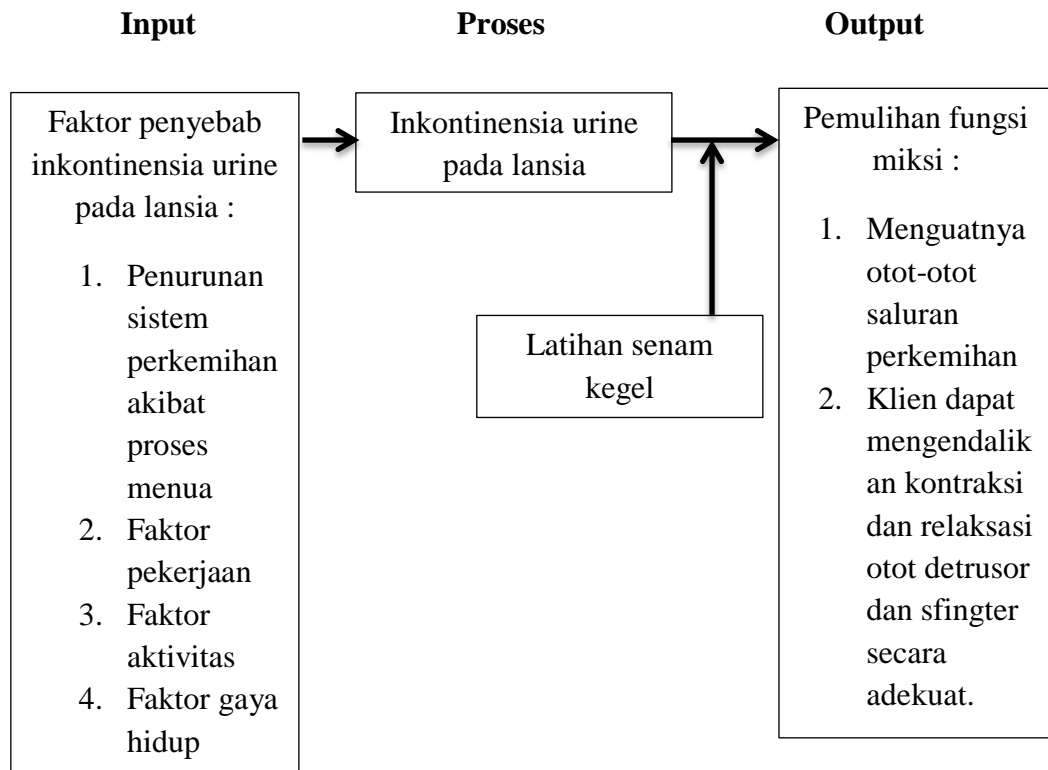 Input Proses Output
Faktor penyebab
inkontinensia urine
pada lansia :
1. Penurunan
sistem
perkemihan
akibat
proses
menua
2. Faktor
pekerjaan
3. Faktor
aktivitas
4. Faktor gaya
hidup
Inkontinensia urine
pada lansia
Latihan senam
kegel
Pemulihan fungsi
miksi :
1. Menguatnya
otot-otot
saluran
perkemihan
2. Klien dapat
mengendalik
an kontraksi
dan relaksasi
otot detrusor
dan sfingter
secara
adekuat.